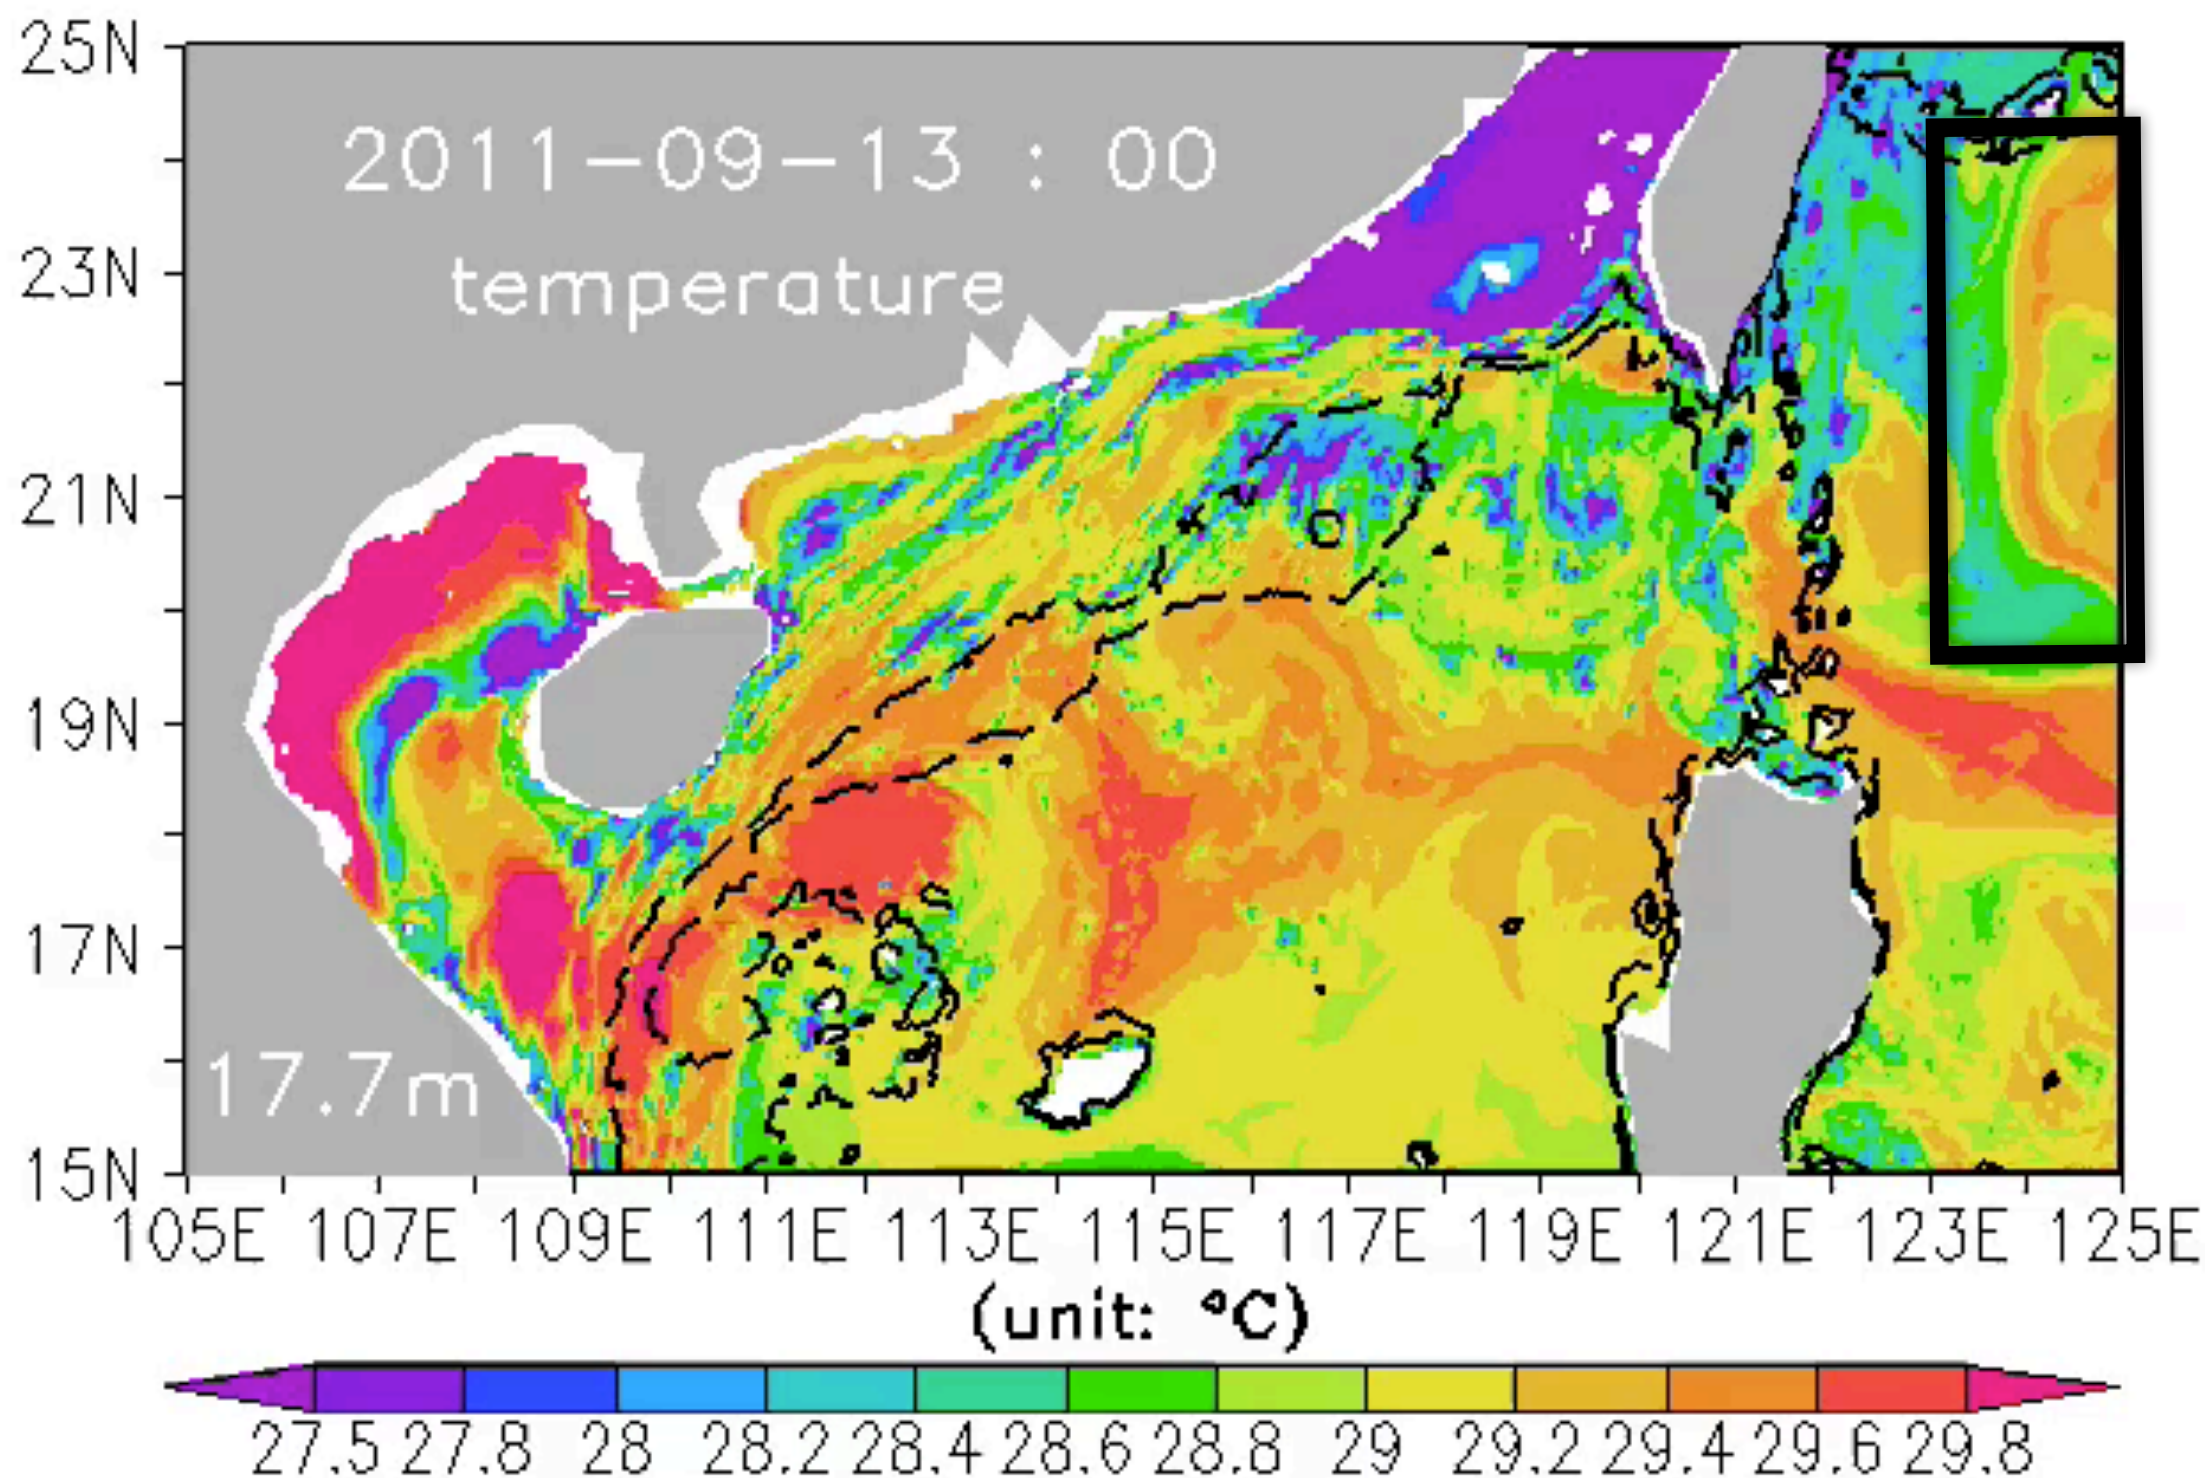 25N
2011-09-13 : 00
23N
temperature
21N
19N
17N
17.7m
15N
105E 107E 109E 111E 113E 115E 117E 119E 121E 123E 125E
(unit: °C)
27.5 27.8 28 28.2 28.4 28.6 28.8 29 29.2 29.4 29.6 29.8